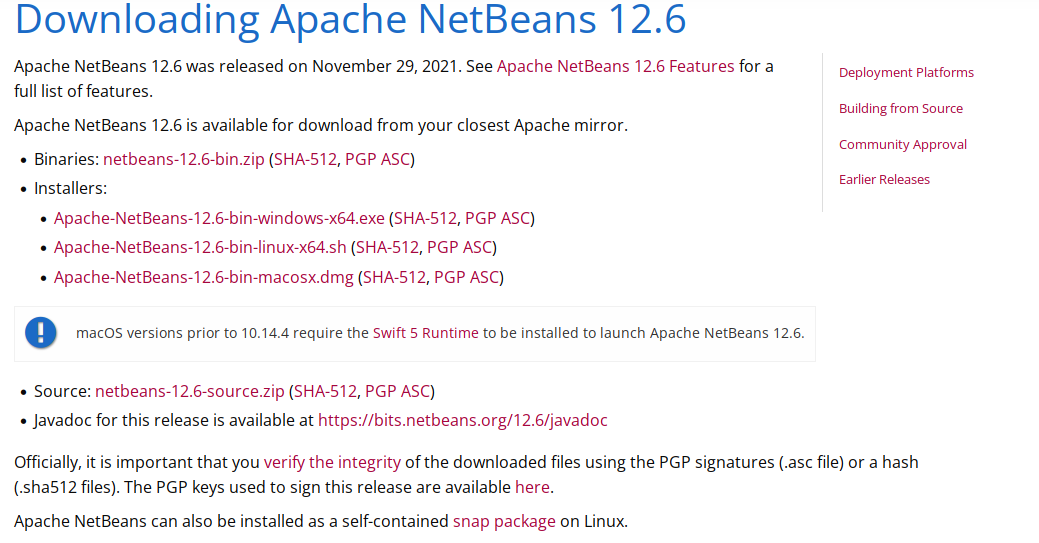 Downloading Apache NetBeans 12.6
Apache NetBeans 12.6 was released on November 29, 2021. See Apache NetBeans 12.6 Features for a
full list of features.
Apache NetBeans 12.6 is available for download from your closest Apache mirror.
• Binaries: netbeans-12.6-bin.zip (SHA-512, PGP ASC)
• Installers:
• Apache-NetBeans-12.6-bin-windows-x64.exe (SHA-512, PGP ASC)
• Apache-NetBeans-12.6-bin-linux-x64.sh (SHA-512, PGP ASC)
• Apache-NetBeans-12.6-bin-macosx.dmg (SHA-512, PGP ASC)
macOS versions prior to 10.14.4 require the Swift 5 Runtime to be installed to launch Apache NetBeans 12.6.
• Source: netbeans-12.6-source.zip (SHA-512, PGP ASC)
• Javadoc for this release is available at https://bits.netbeans.org/12.6/javadoc
Officially, it is important that you verify the integrity of the downloaded files using the PGP signatures (.asc file) or a hash
(.sha512 files). The PGP keys used to sign this release are available here.
Apache NetBeans can also be installed as a self-contained snap package on Linux.
Deployment Platforms
Building from Source
Community Approval
Earlier Releases